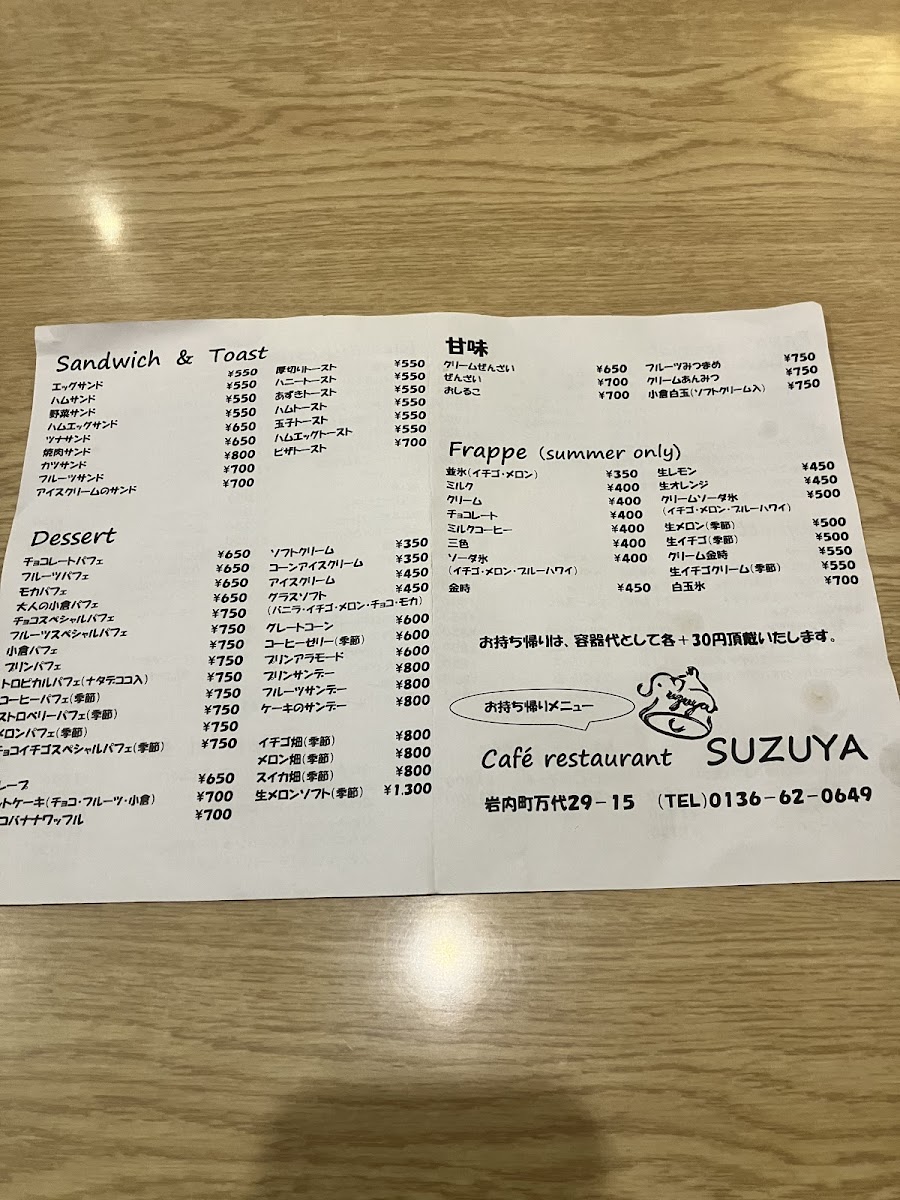 Sandwich & Toast
エッグサンド ¥550
ハムサンド ¥550
野菜サンド ¥550
ハムエッグサンド ¥550
ツナサンド ¥650
焼肉サンド ¥650
カツサンド ¥800
フルーツサンド ¥700
アイスクリームのサンド ¥700
厚切りトースト ¥550
ハニートースト ¥550
あずきトースト ¥550
ハムトースト ¥550
玉子トースト ¥550
ハムエッグトースト ¥550
ピザトースト ¥700
Dessert
チョコレートパフェ ¥650
フルーツパフェ ¥650
モカパフェ ¥650
大人の小倉パフェ ¥650
チョコスペシャルパフェ ¥750
フルーツスペシャルパフェ ¥750
小倉パフェ ¥750
プリンパフェ ¥750
トロピカルパフェ(ナタデココ入) ¥750
コーヒーパフェ(季節) ¥750
ストロベリーパフェ(季節) ¥750
メロンパフェ(季節) ¥750
チョコイチゴスペシャルパフェ(季節) ¥750
レープ ¥650
ットケーキ(チョコ・フルーツ・小倉) ¥700
コバナナワッフル ¥700
ソフトクリーム ¥350
コーンアイスクリーム ¥350
アイスクリーム ¥450
グラスソフト ¥450
(バニラ・イチゴ・メロン・チョコ・モカ)
グレートコーン ¥600
コーヒーゼリー(季節) ¥600
プリンアラモード ¥600
プリンサンデー ¥800
フルーツサンデー ¥800
ケーキのサンデー ¥800
イチゴ畑(季節) ¥800
メロン畑(季節) ¥800
スイカ畑(季節) ¥800
生メロンソフト(季節) ¥1,300
甘味
クリームぜんざい ¥650
ぜんざい ¥700
おしるこ ¥700
フルーツみつまめ ¥750
クリームあんみつ ¥750
小倉白玉(ソフトクリーム入) ¥750
Frappe (summer only)
並氷(イチゴ・メロン) ¥350
ミルク ¥400
クリーム ¥400
チョコレート ¥400
ミルクコーヒー ¥400
三色 ¥400
ソーダ氷 ¥400
(イチゴ・メロン・ブルーハワイ)
金時 ¥450
生レモン ¥450
生オレンジ ¥450
クリームソーダ氷 ¥500
(イチゴ・メロン・ブルーハワイ)
生メロン(季節) ¥500
生イチゴ(季節) ¥500
クリーム金時 ¥550
生イチゴクリーム(季節) ¥550
白玉氷 ¥700
お持ち帰りは、容器代として各+30円頂戴いたします。
お持ち帰りメニュー
Suzuya
Café restaurant SUZUYA
岩内町万代29-15 (TEL)0136-62-0649